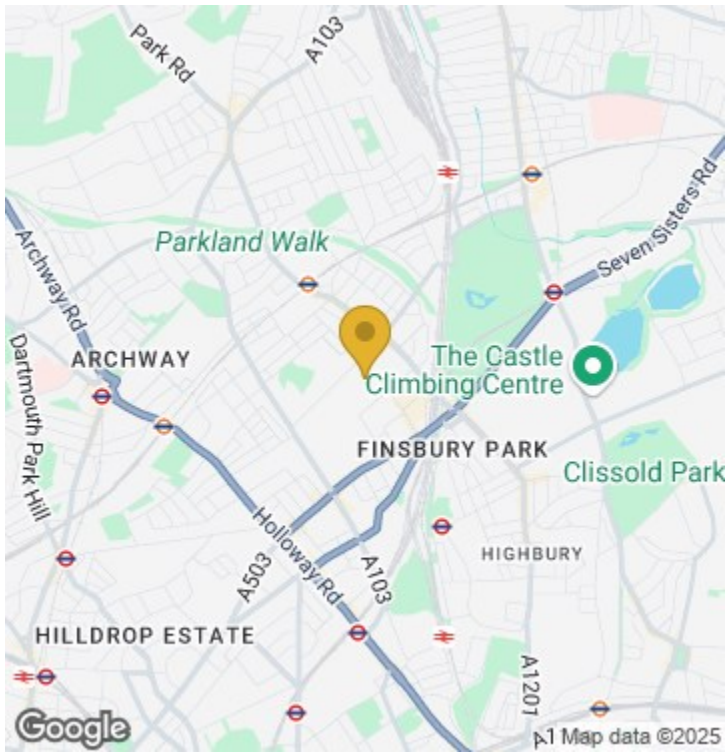 Park Rd
A103
Seven Sisters Rd
Parkland Walk
Archway Rd
ARCHWAY
The Castle
Climbing Centre
Dartmouth Park Hill
FINSBURY PARK
Clissold Park
Holloway Rd
A503
A103
HIGHBURY
HILLDROP ESTATE
A1201
Google
A1
Map data ©2025